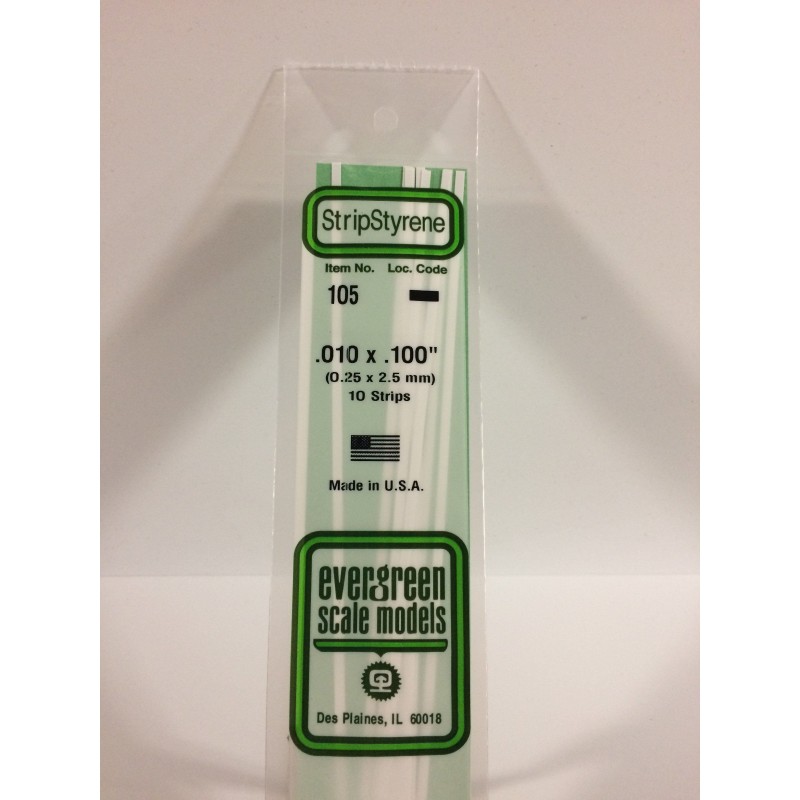 StripStyrene
Item No. Loc. Code
105
.010 x .100"
(0.25 x 2.5 mm)
10 Strips
Made in U.S.A.
evergreen
scale models
Des Plaines, IL 60018